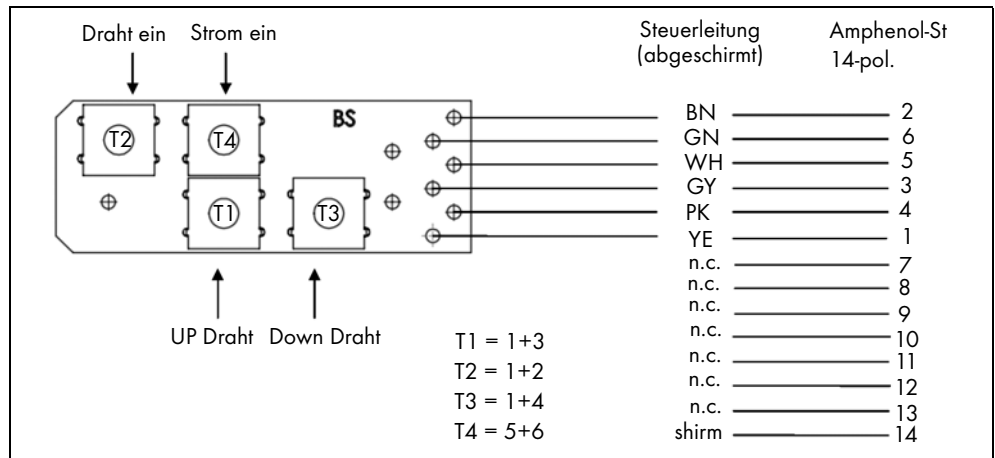 Draht ein Strom ein
Steuerleitung
(abgeschirmt)
Amphenol-St
14-pol.
BS
T2 T4
T1 T3
UP Draht Down Draht
T1 = 1+3
T2 = 1+2
T3 = 1+4
T4 = 5+6
BN 2
GN 6
WH 5
GY 3
PK 4
YE 1
n.c. 7
n.c. 8
n.c. 9
n.c. 10
n.c. 11
n.c. 12
n.c. 13
shirm 14